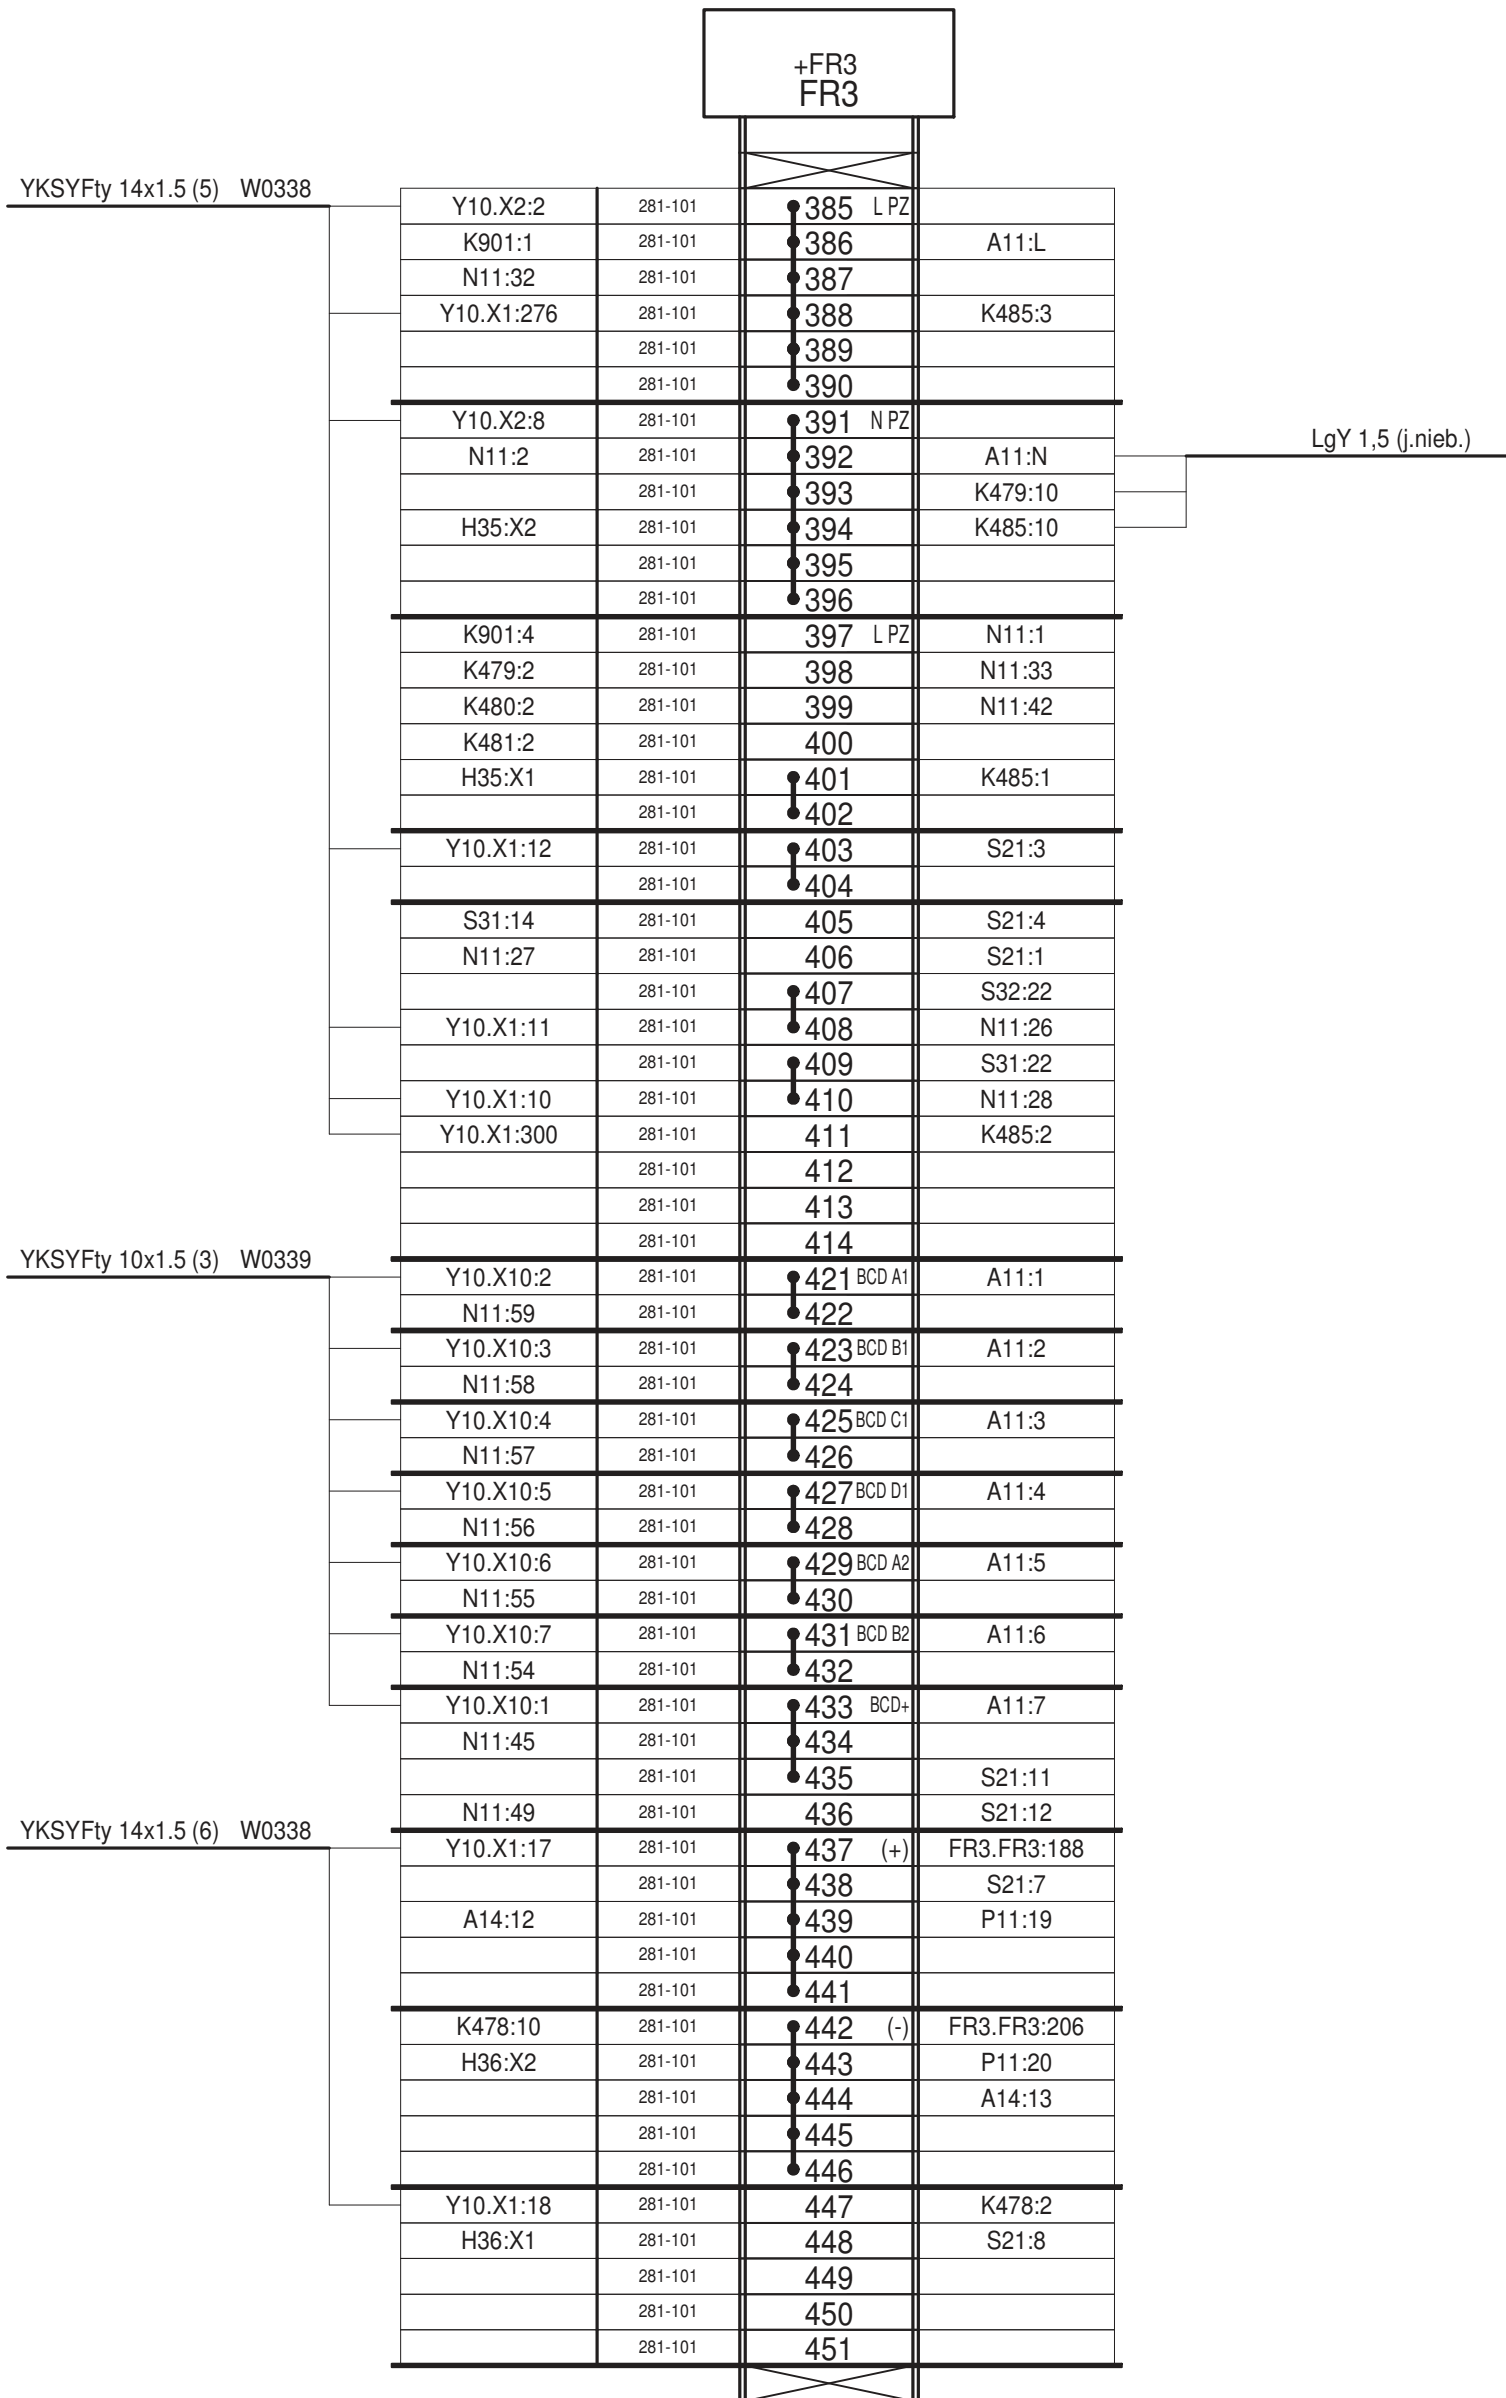 +FR3
FR3
YKSYFty 14x1.5 (5) W0338
Y10.X2:2 281-101 385 L PZ
K901:1 281-101 386 A11:L
N11:32 281-101 387
Y10.X1:276 281-101 388 K485:3
281-101 389
281-101 390
Y10.X2:8 281-101 391 N PZ
LgY 1,5 (j.nieb.)
N11:2 281-101 392 A11:N
281-101 393 K479:10
H35:X2 281-101 394 K485:10
281-101 395
281-101 396
K901:4 281-101 397 L PZ N11:1
K479:2 281-101 398 N11:33
K480:2 281-101 399 N11:42
K481:2 281-101 400
H35:X1 281-101 401 K485:1
281-101 402
Y10.X1:12 281-101 403 S21:3
281-101 404
S31:14 281-101 405 S21:4
N11:27 281-101 406 S21:1
281-101 407 S32:22
Y10.X1:11 281-101 408 N11:26
281-101 409 S31:22
Y10.X1:10 281-101 410 N11:28
Y10.X1:300 281-101 411 K485:2
281-101 412
281-101 413
281-101 414
YKSYFty 10x1.5 (3) W0339
Y10.X10:2 281-101 421 BCD A1 A11:1
N11:59 281-101 422
Y10.X10:3 281-101 423 BCD B1 A11:2
N11:58 281-101 424
Y10.X10:4 281-101 425 BCD C1 A11:3
N11:57 281-101 426
Y10.X10:5 281-101 427 BCD D1 A11:4
N11:56 281-101 428
Y10.X10:6 281-101 429 BCD A2 A11:5
N11:55 281-101 430
Y10.X10:7 281-101 431 BCD B2 A11:6
N11:54 281-101 432
Y10.X10:1 281-101 433 BCD+ A11:7
N11:45 281-101 434
281-101 435 S21:11
N11:49 281-101 436 S21:12
YKSYFty 14x1.5 (6) W0338
Y10.X1:17 281-101 437 (+) FR3.FR3:188
281-101 438 S21:7
A14:12 281-101 439 P11:19
281-101 440
281-101 441
K478:10 281-101 442 (-) FR3.FR3:206
H36:X2 281-101 443 P11:20
281-101 444 A14:13
281-101 445
281-101 446
Y10.X1:18 281-101 447 K478:2
H36:X1 281-101 448 S21:8
281-101 449
281-101 450
281-101 451